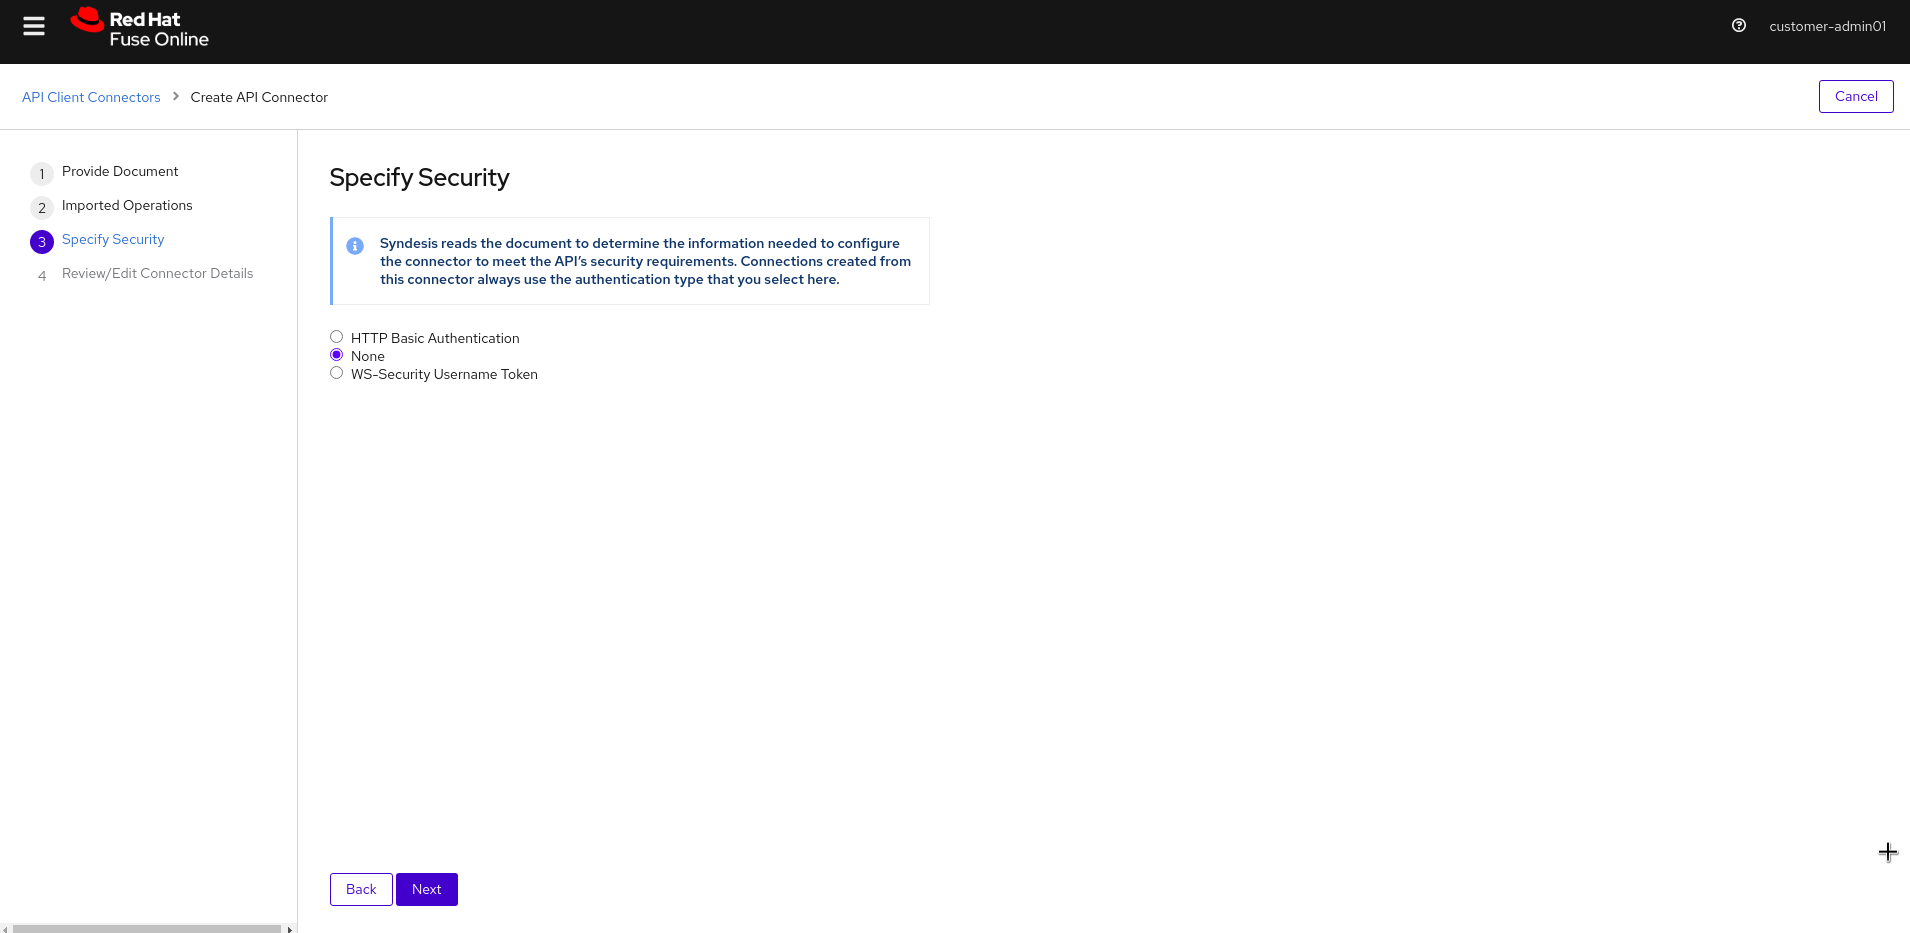 Red Hat
Fuse Online
customer-admin01
API Client Connectors > Create API Connector
Cancel
1 Provide Document
2 Imported Operations
3 Specify Security
4 Review/Edit Connector Details
Specify Security
Syndesis reads the document to determine the information needed to configure
the connector to meet the API's security requirements. Connections created from
this connector always use the authentication type that you select here.
HTTP Basic Authentication
None
WS-Security Username Token
Back
Next